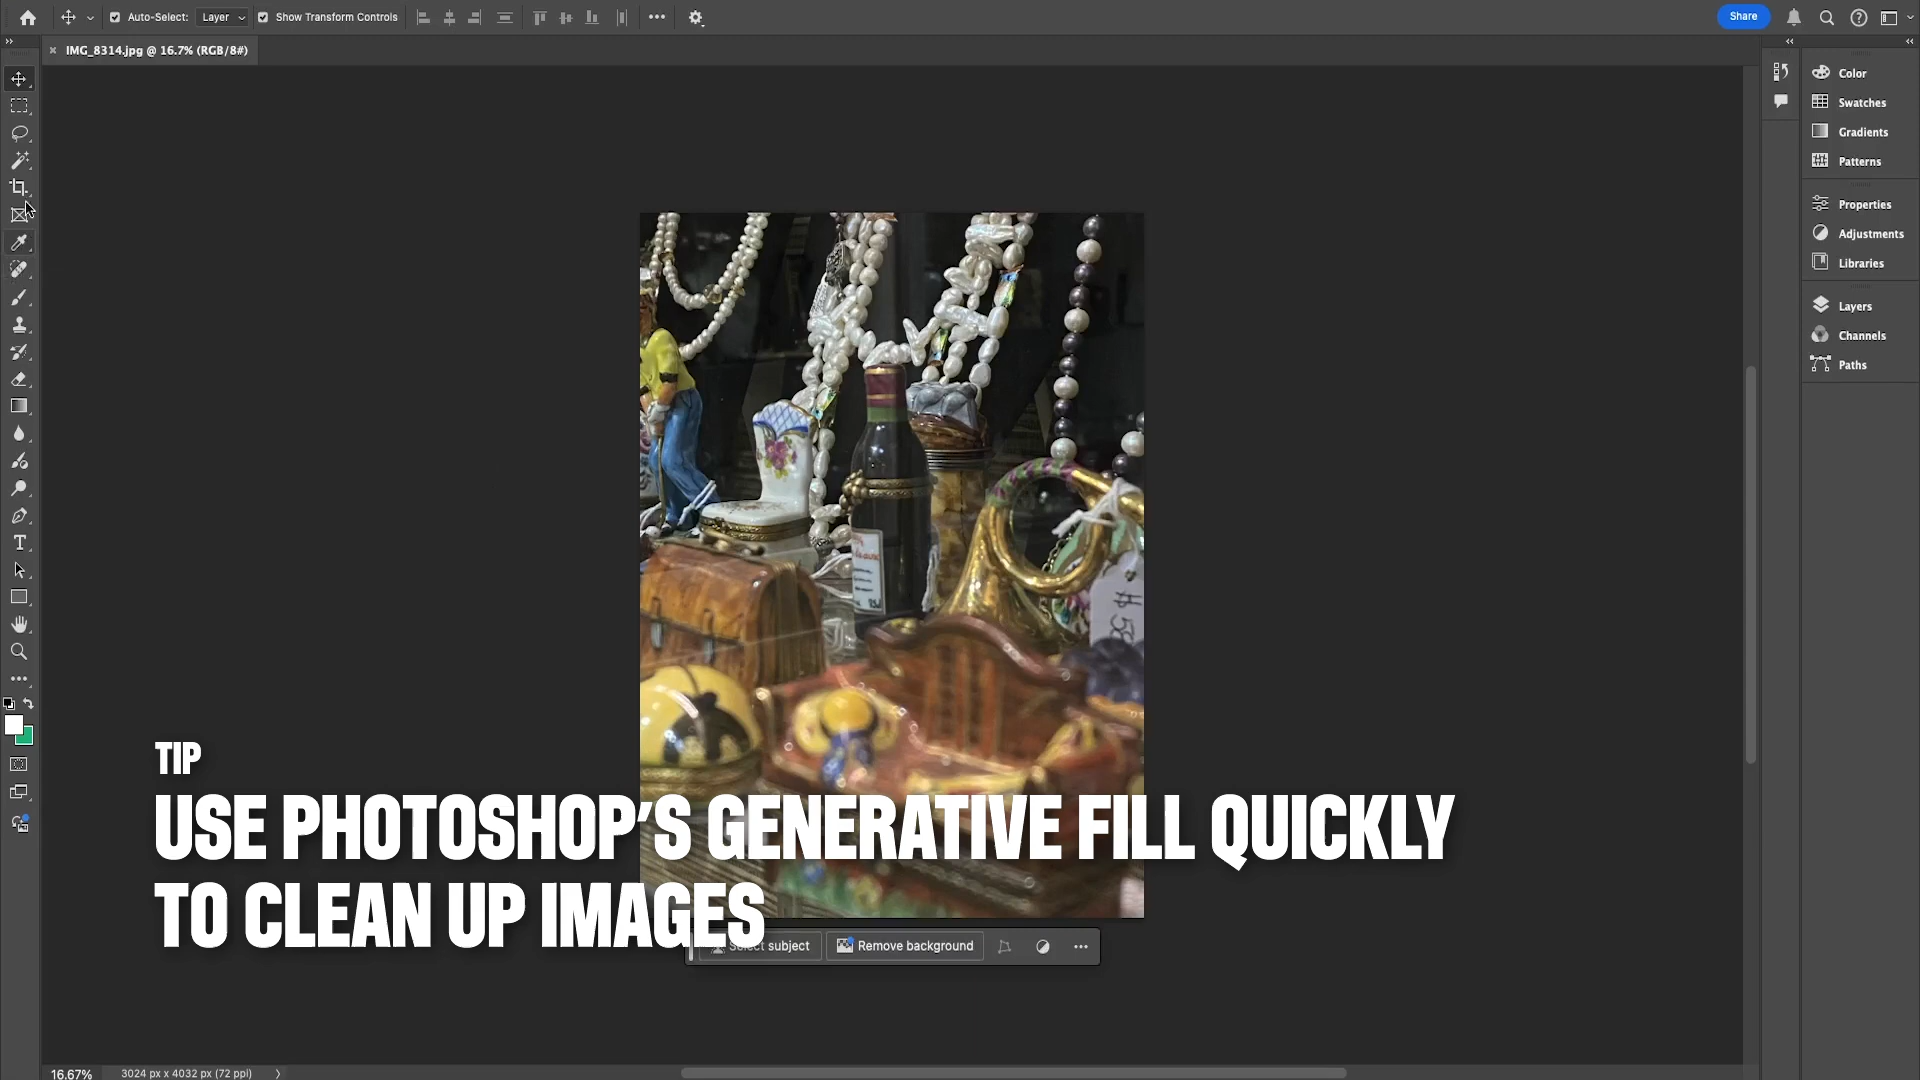 Auto-Select: Layer Show Transform Controls Share
IMG_8314.jpg @ 16.7% (RGB/8#)
Color
Swatches
Gradients
Patterns
Properties
Adjustments
Libraries
Layers
Channels
Paths
TIP
USE PHOTOSHOP'S GENERATIVE FILL QUICKLY
TO CLEAN UP IMAGES
Select subject Remove background
16.67% 3024 px x 4032 px (72 ppi)